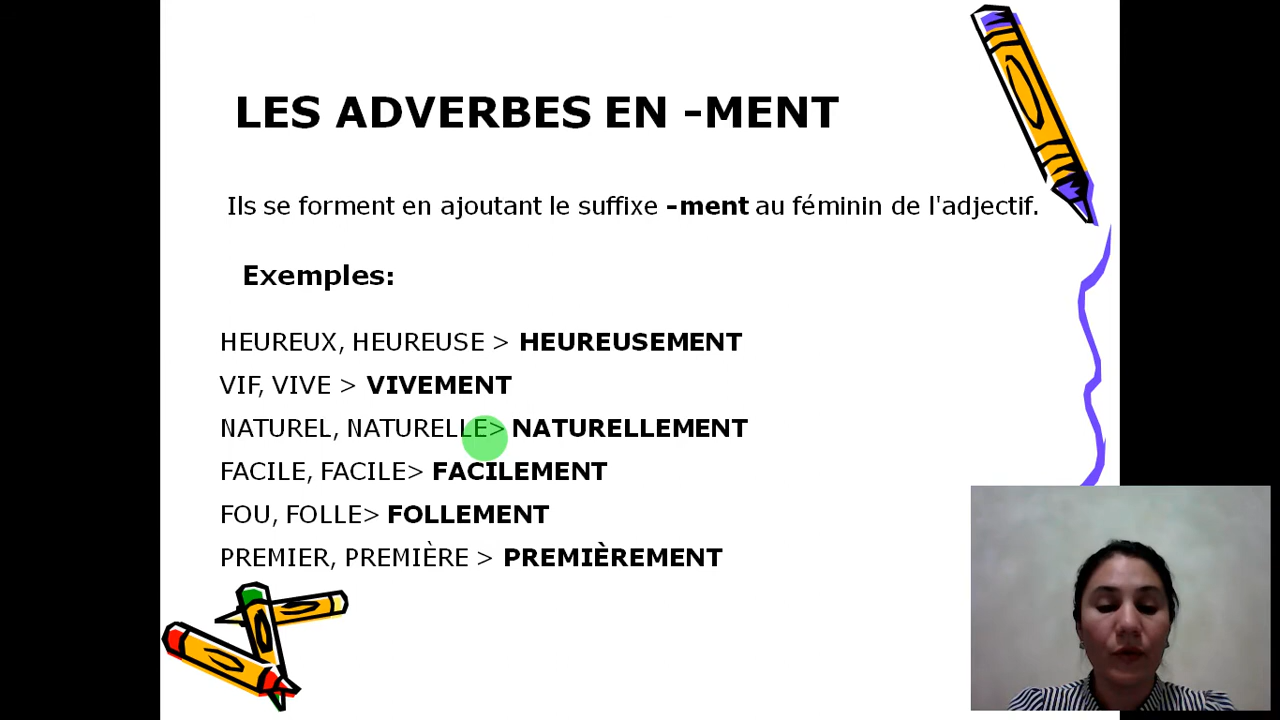 LES ADVERBES EN -MENT
Ils se forment en ajoutant le suffixe -ment au féminin de l'adjectif.
Exemples:
HEUREUX, HEUREUSE > HEUREUSEMENT
VIF, VIVE > VIVEMENT
NATUREL, NATURELLE> NATURELLEMENT
FACILE, FACILE> FACILEMENT
FOU, FOLLE> FOLLEMENT
PREMIER, PREMIÈRE > PREMIÈREMENT